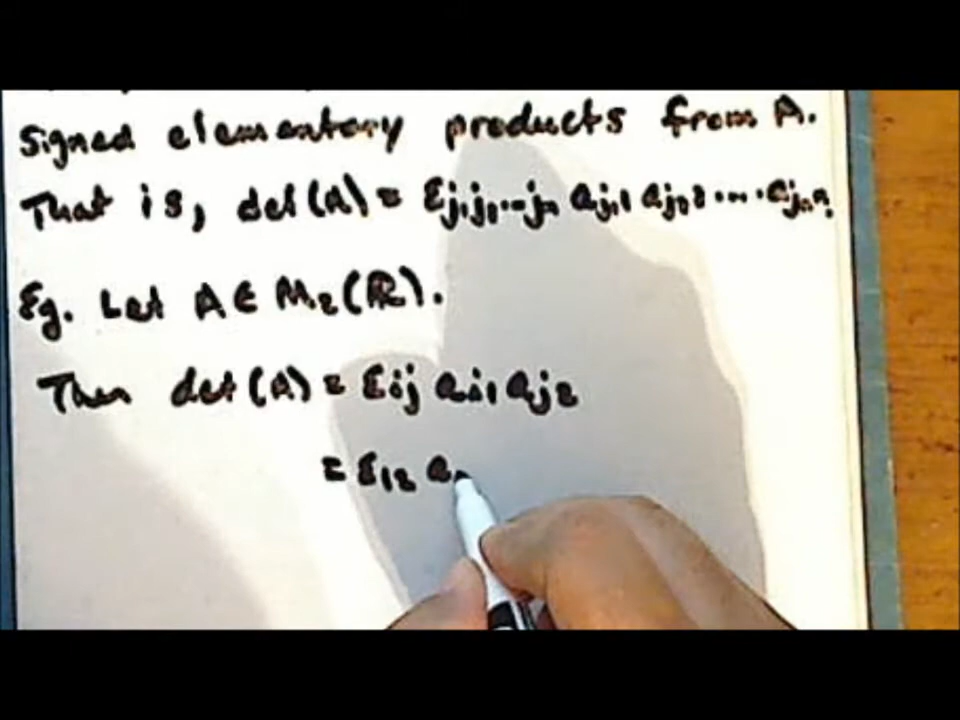 Signed elementary products from A.
That is, det(A) = εj₁j₂...jₙ aj₁1 aj₂2 ..... ajₙn.
Eg. Let A ∈ M₂(ℝ).
Then det(A) = εij ai1 aj2
= ε12 a